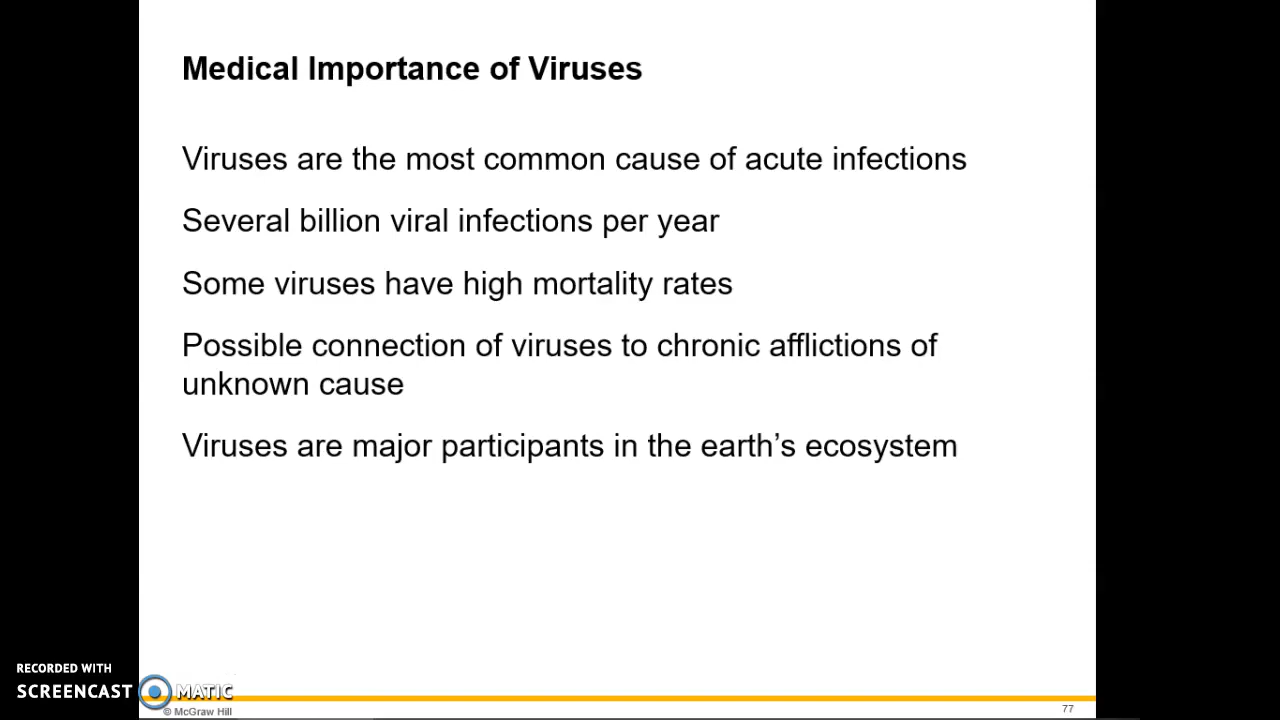 Medical Importance of Viruses
Viruses are the most common cause of acute infections
Several billion viral infections per year
Some viruses have high mortality rates
Possible connection of viruses to chronic afflictions of
unknown cause
Viruses are major participants in the earth’s ecosystem
RECORDED WITH
SCREENCAST MATIC
© McGraw Hill
77